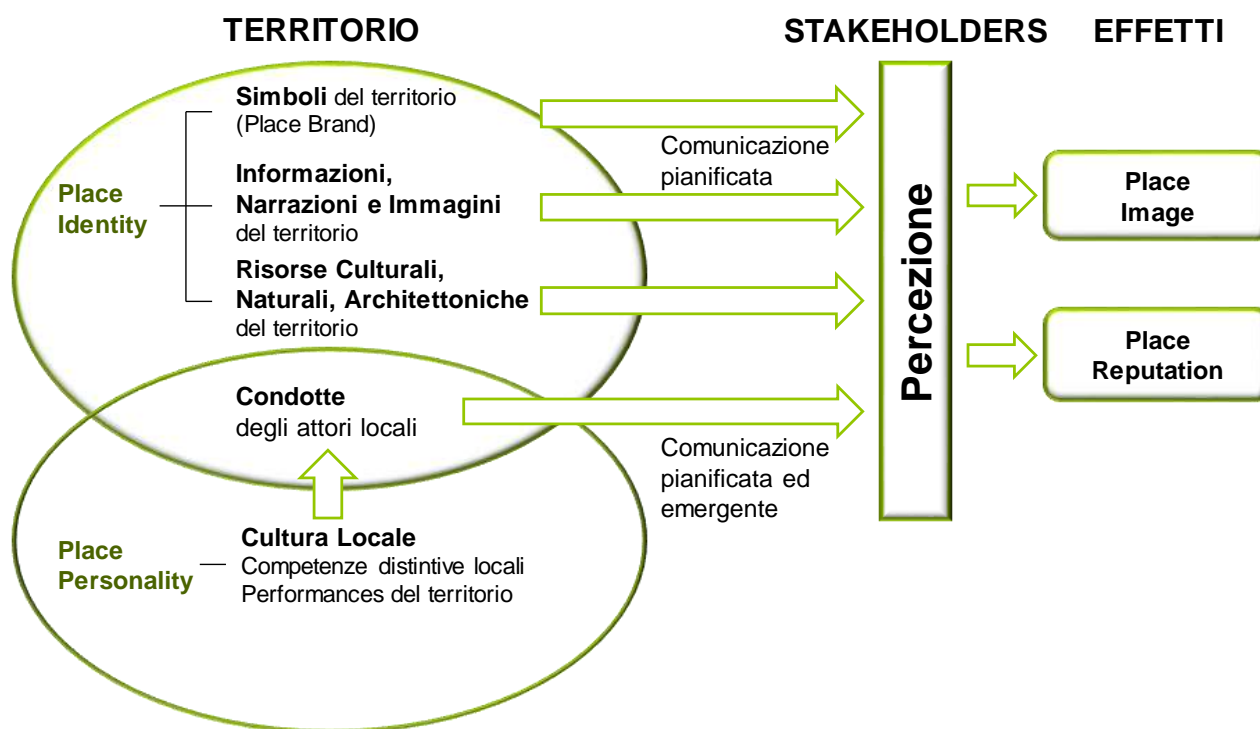 TERRITORIO
STAKEHOLDERS
EFFETTI
Place
Identity
Simboli del territorio
(Place Brand)
Informazioni,
Narrazioni e Immagini
del territorio
Risorse Culturali,
Naturali, Architettoniche
del territorio
Condotte
degli attori locali
Place
Personality
Cultura Locale
Competenze distintive locali
Performances del territorio
Comunicazione
pianificata
Comunicazione
pianificata ed
emergente
Percezione
Place
Image
Place
Reputation